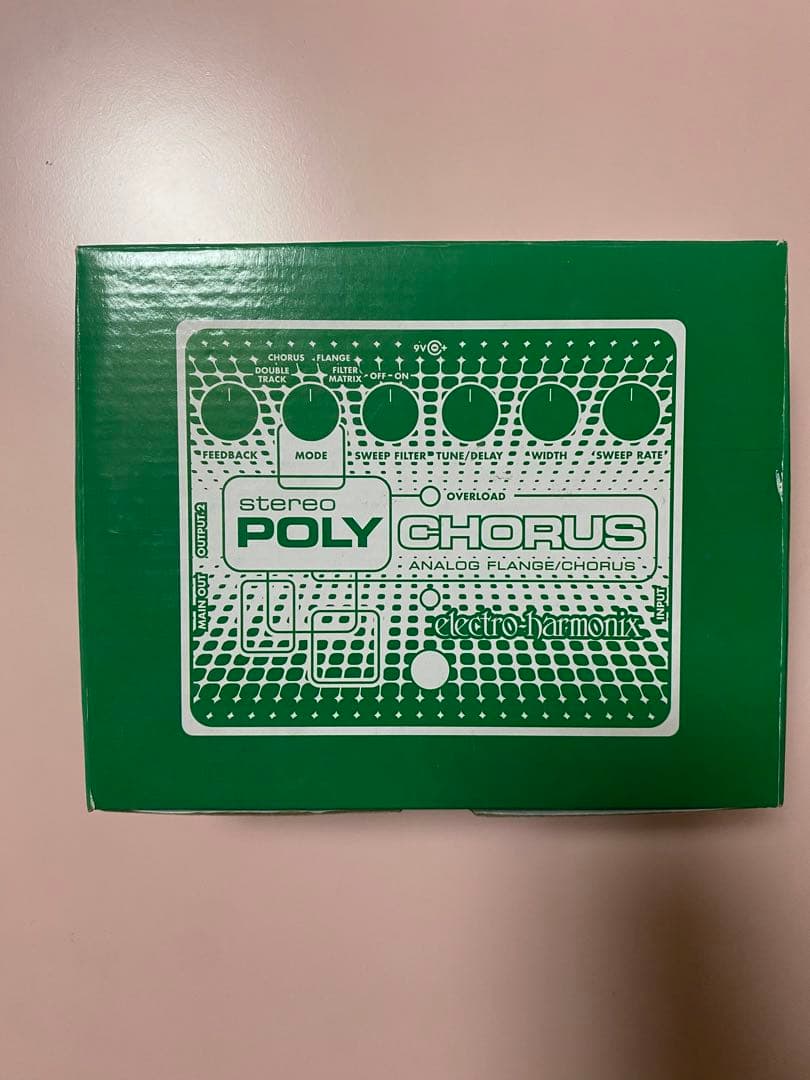 9V +
CHORUS FLANGE
DOUBLE TRACK FILTER MATRIX OFF ON
FEEDBACK MODE SWEEP FILTER TUNE/DELAY WIDTH SWEEP RATE
OVERLOAD
stereo
POLY CHORUS
ANALOG FLANGE/CHORUS
OUTPUT 2
MAIN OUT
INPUT
electro-harmonix